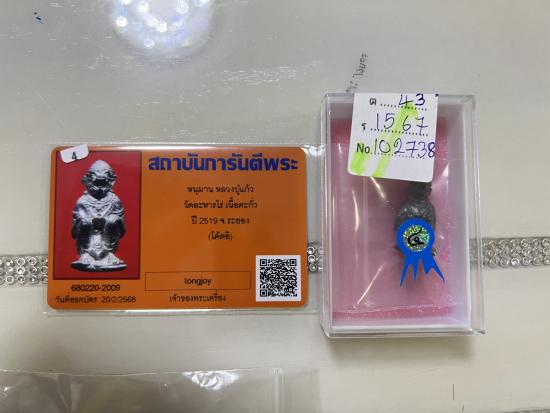 4
สถาบันการันตีพระ
หนุมาน หลวงปู่แก้ว
วัดละหารไร่ เนื้อตะกั่ว
ปี 2519 จ.ระยอง
(โค้ดอิ)
tongjoy
เจ้าของพระเครื่อง
680220-2009
วันที่ออกบัตร 20/2/2568
ต.....43
ร 1567
No.102738